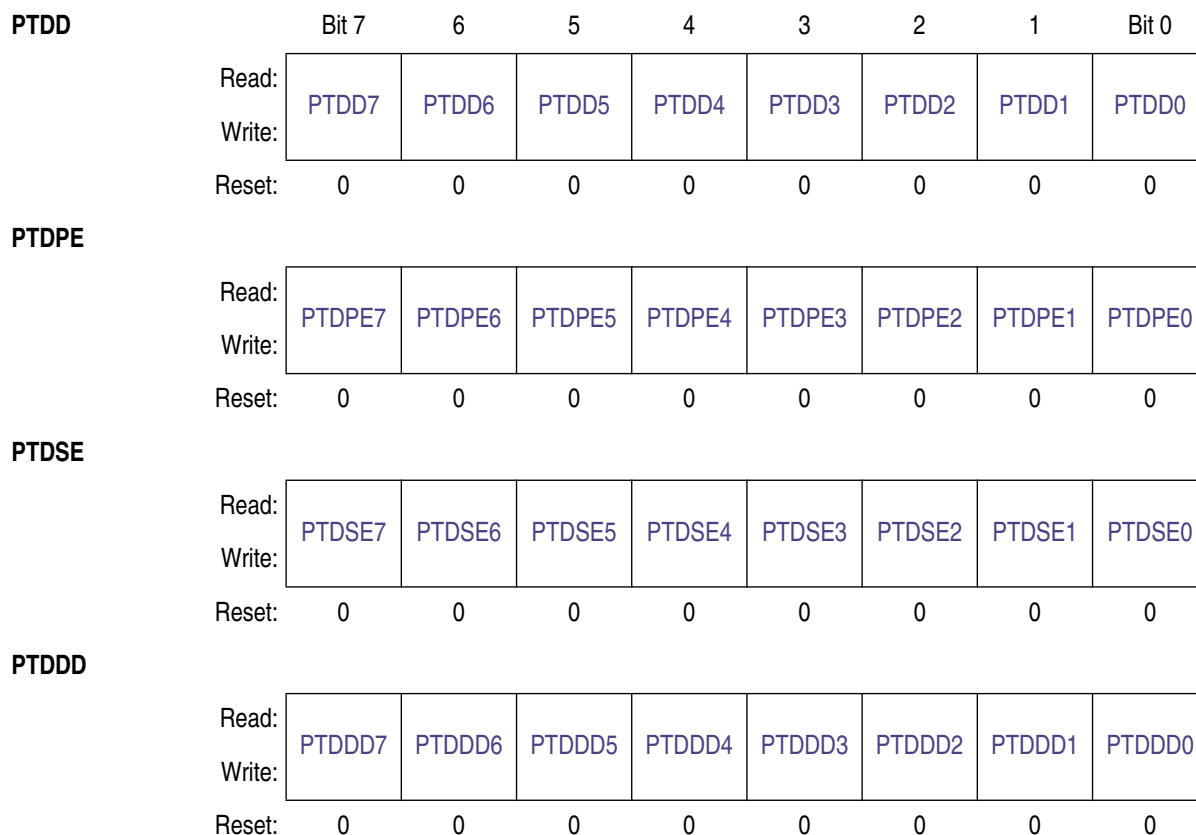 PTDD Bit 7 6 5 4 3 2 1 Bit 0
Read:
PTDD7 PTDD6 PTDD5 PTDD4 PTDD3 PTDD2 PTDD1 PTDD0
Write:
Reset: 0 0 0 0 0 0 0 0
PTDPE
Read:
PTDPE7 PTDPE6 PTDPE5 PTDPE4 PTDPE3 PTDPE2 PTDPE1 PTDPE0
Write:
Reset: 0 0 0 0 0 0 0 0
PTDSE
Read:
PTDSE7 PTDSE6 PTDSE5 PTDSE4 PTDSE3 PTDSE2 PTDSE1 PTDSE0
Write:
Reset: 0 0 0 0 0 0 0 0
PTDDD
Read:
PTDDD7 PTDDD6 PTDDD5 PTDDD4 PTDDD3 PTDDD2 PTDDD1 PTDDD0
Write:
Reset: 0 0 0 0 0 0 0 0